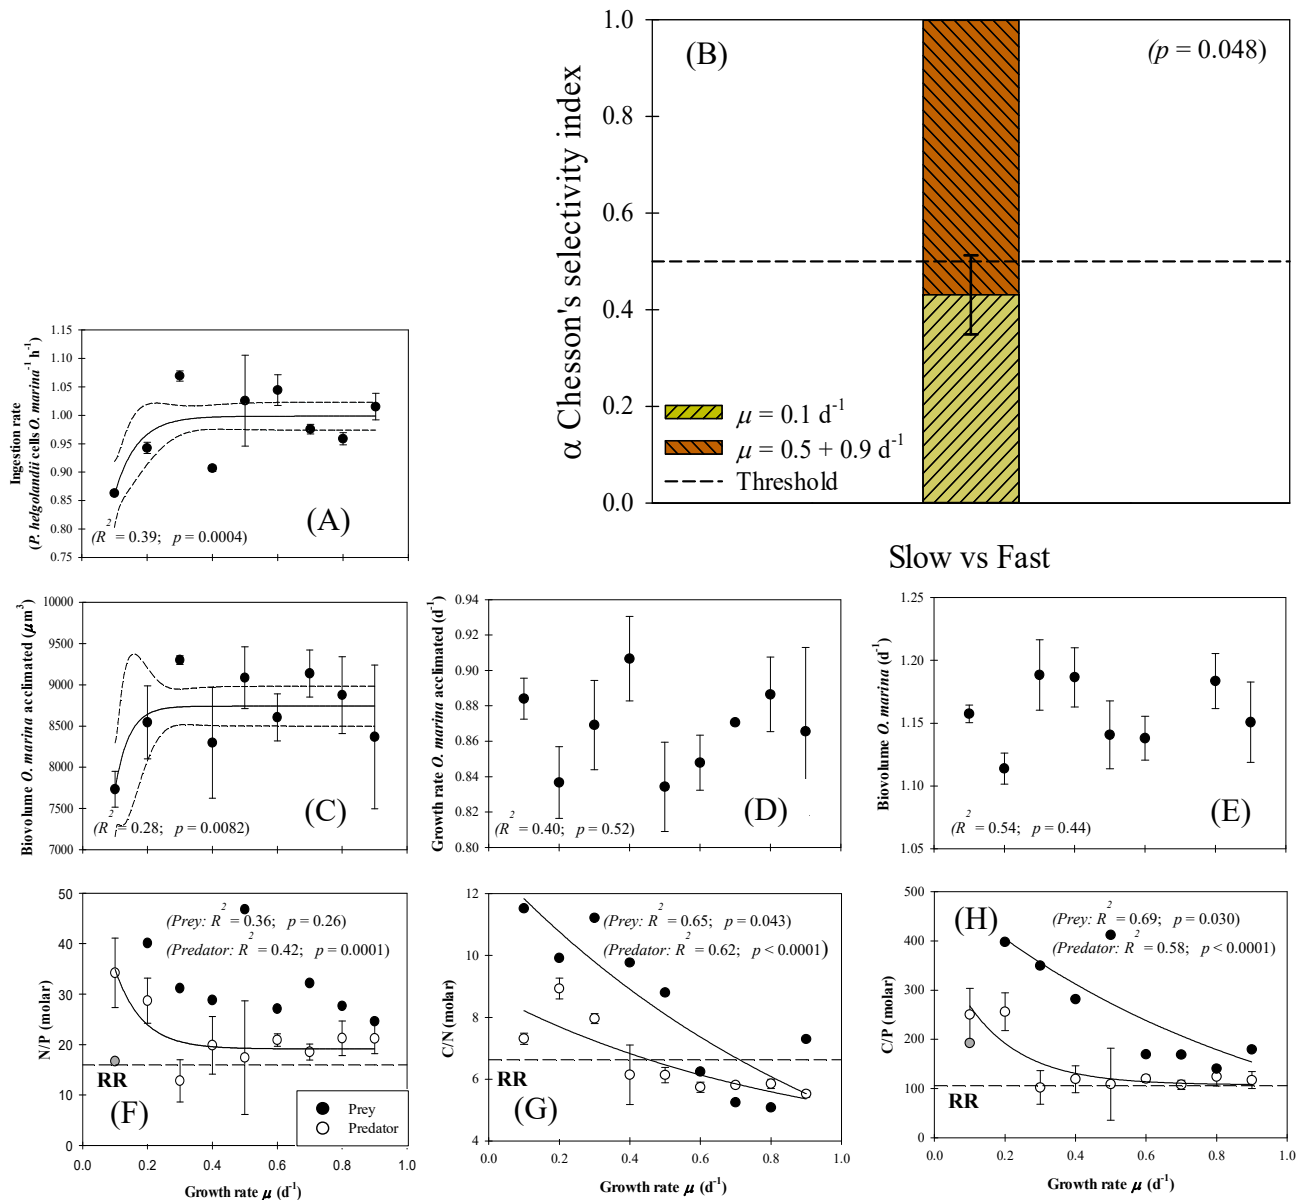 (B)
(p = 0.048)
α Chesson's selectivity index
1.0
0.8
0.6
0.4
0.2
0.0
μ = 0.1 d-1
μ = 0.5 + 0.9 d-1
Threshold
Slow vs Fast
Ingestion rate
(P. helgolandii cells O. marina-1 h-1)
1.15
1.10
1.05
1.00
0.95
0.90
0.85
0.80
0.75
(A)
(R2 = 0.39; p = 0.0004)
Biovolume O. marina acclimated (μm3)
10000
9500
9000
8500
8000
7500
7000
(C)
(R2 = 0.28; p = 0.0082)
Growth rate O. marina acclimated (d-1)
0.94
0.92
0.90
0.88
0.86
0.84
0.82
0.80
(D)
(R2 = 0.40; p = 0.52)
Biovolume O. marina (d-1)
1.25
1.20
1.15
1.10
1.05
(E)
(R2 = 0.54; p = 0.44)
N/P (molar)
50
40
30
20
10
0
(Prey: R2 = 0.36; p = 0.26)
(Predator: R2 = 0.42; p = 0.0001)
RR
(F)
Prey
Predator
0.0 0.2 0.4 0.6 0.8 1.0
Growth rate μ (d-1)
C/N (molar)
12
10
8
6
4
(Prey: R2 = 0.65; p = 0.043)
(Predator: R2 = 0.62; p < 0.0001)
RR
(G)
0.0 0.2 0.4 0.6 0.8 1.0
Growth rate μ (d-1)
C/P (molar)
500
400
300
200
100
0
(H)
(Prey: R2 = 0.69; p = 0.030)
(Predator: R2 = 0.58; p < 0.0001)
RR
0.0 0.2 0.4 0.6 0.8 1.0
Growth rate μ (d-1)